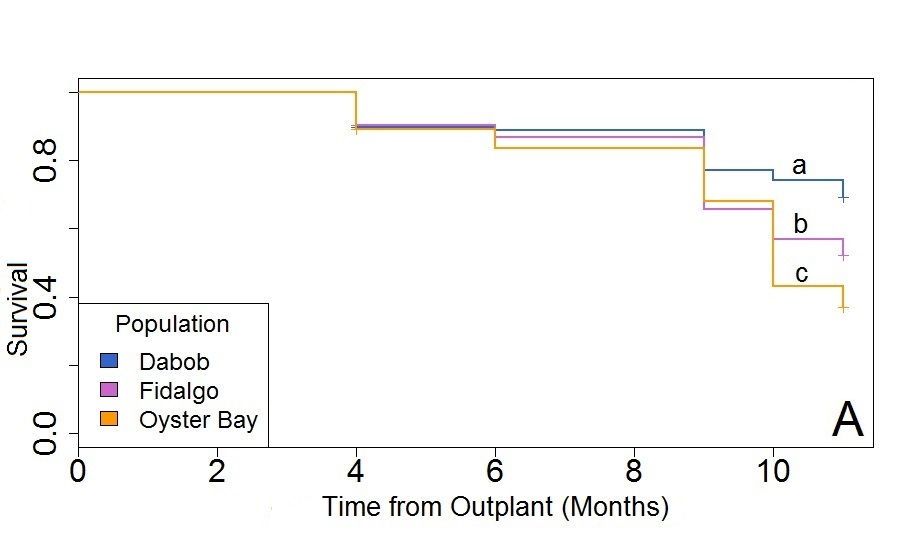 0.8
0.4
0.0
Survival
a
b
c
Population
Dabob
Fidalgo
Oyster Bay
A
0 2 4 6 8 10
Time from Outplant (Months)